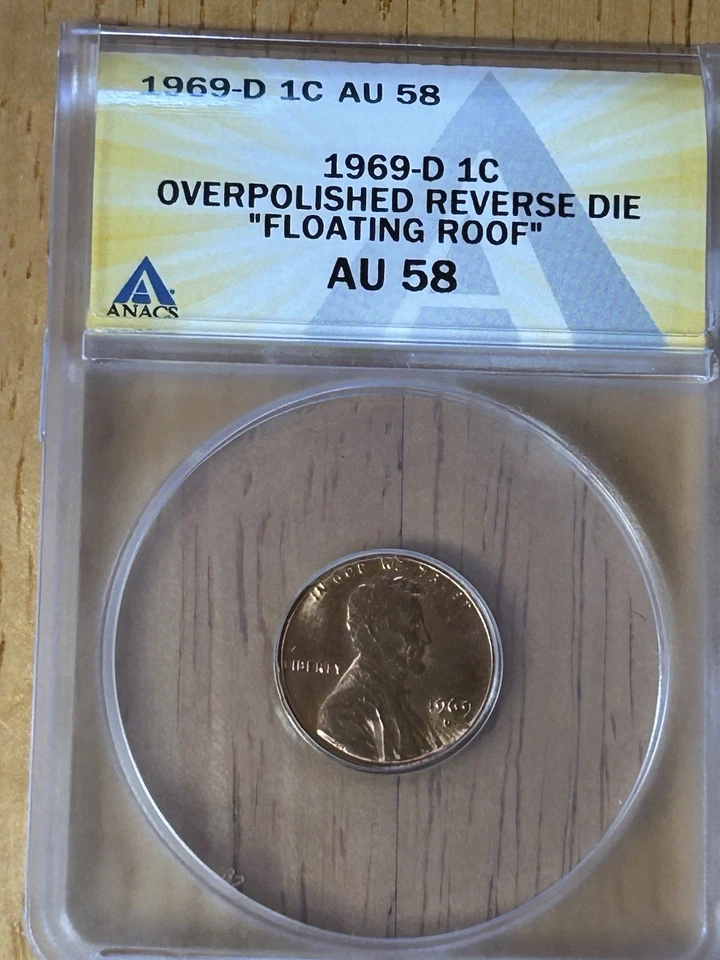 1969-D 1C AU 58
1969-D 1C
OVERPOLISHED REVERSE DIE
"FLOATING ROOF"
AU 58
ANACS
IN GOD WE TRUST
LIBERTY
1969
D